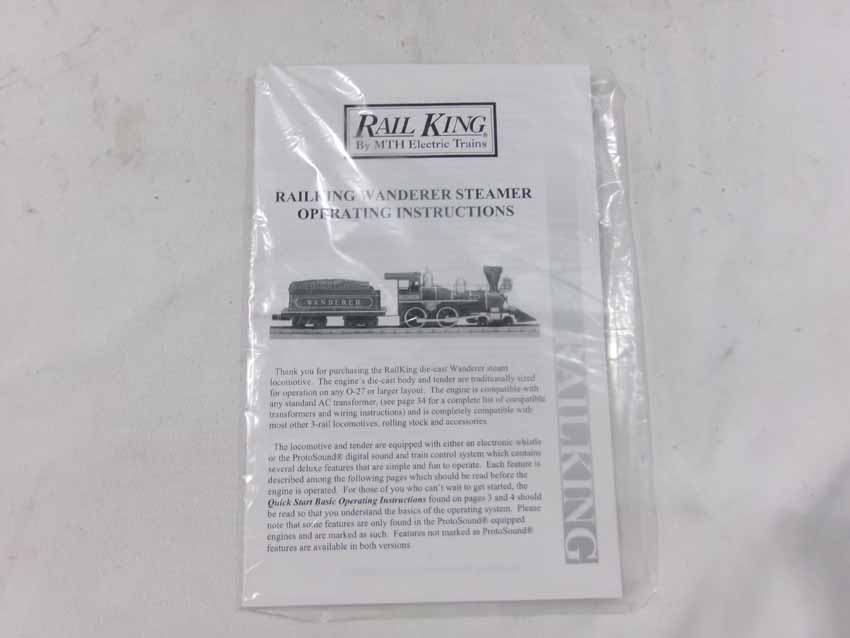 RAIL KING®
By MTH Electric Trains
RAILKING WANDERER STEAMER
OPERATING INSTRUCTIONS
WANDERER
Thank you for purchasing the RailKing die-cast Wanderer steam
locomotive. The engine's die-cast body and tender are traditionally sized
for operation on any O-27 or larger layout. The engine is compatible with
any standard AC transformer, (see page 34 for a complete list of compatible
transformers and wiring instructions) and is completely compatible with
most other 3-rail locomotives, rolling stock and accessories.
The locomotive and tender are equipped with either an electronic whistle
or the ProtoSound® digital sound and train control system which contains
several deluxe features that are simple and fun to operate. Each feature is
described among the following pages which should be read before the
engine is operated. For those of you who can't wait to get started, the
Quick Start Basic Operating Instructions found on pages 3 and 4 should
be read so that you understand the basics of the operating system. Please
note that some features are only found in the ProtoSound® equipped
engines and are marked as such. Features not marked as ProtoSound®
features are available in both versions.
RAILKING